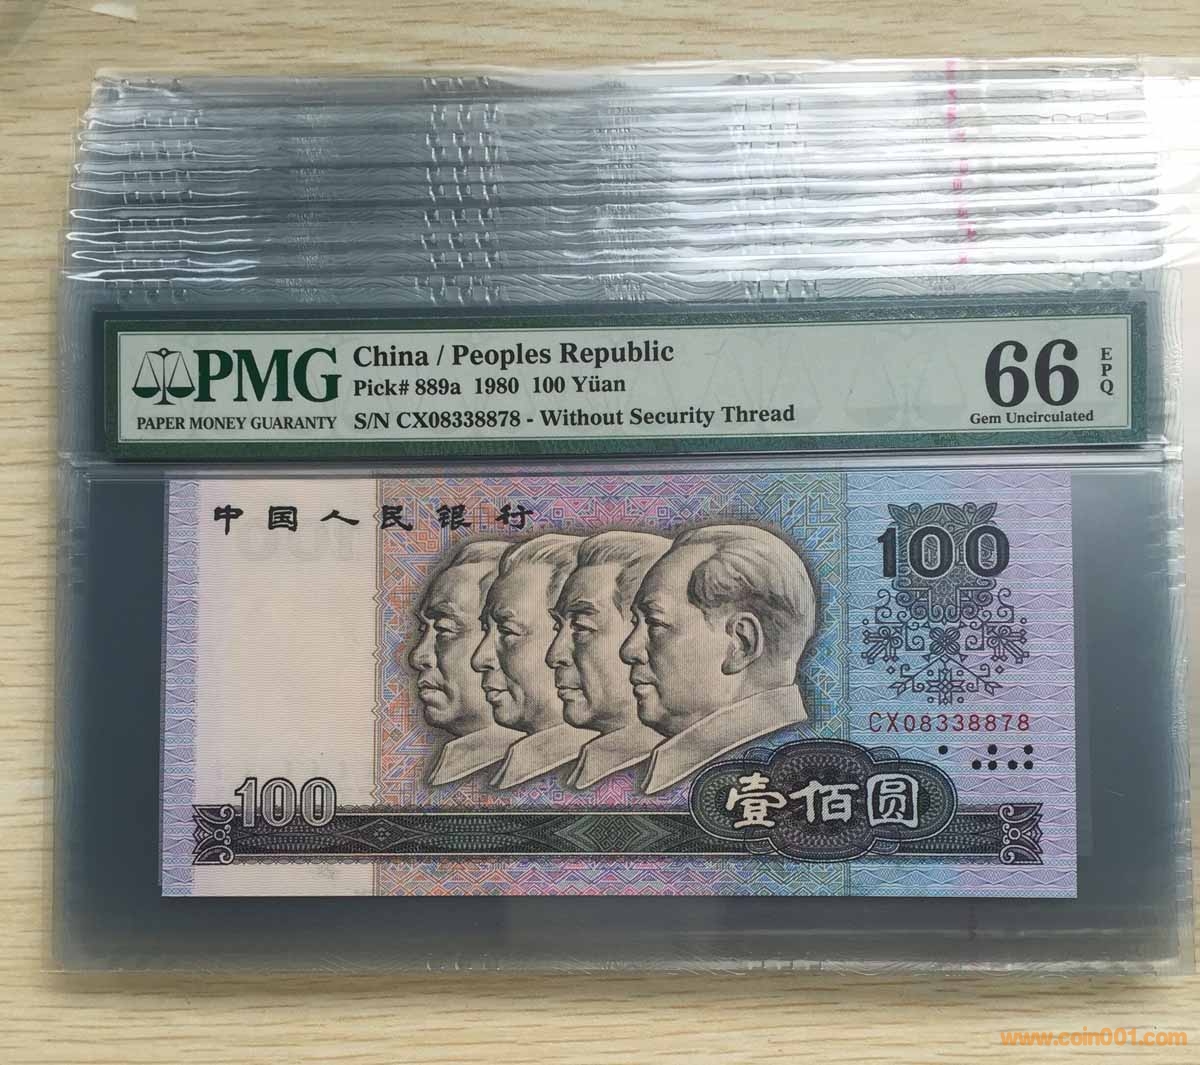 PMG
PAPER MONEY GUARANTY
China / Peoples Republic
Pick# 889a 1980 100 Yüan
S/N CX08338878 - Without Security Thread
66
EPQ
Gem Uncirculated
中国人民银行
100
CX08338878
100
壹佰圆
www.coin001.com